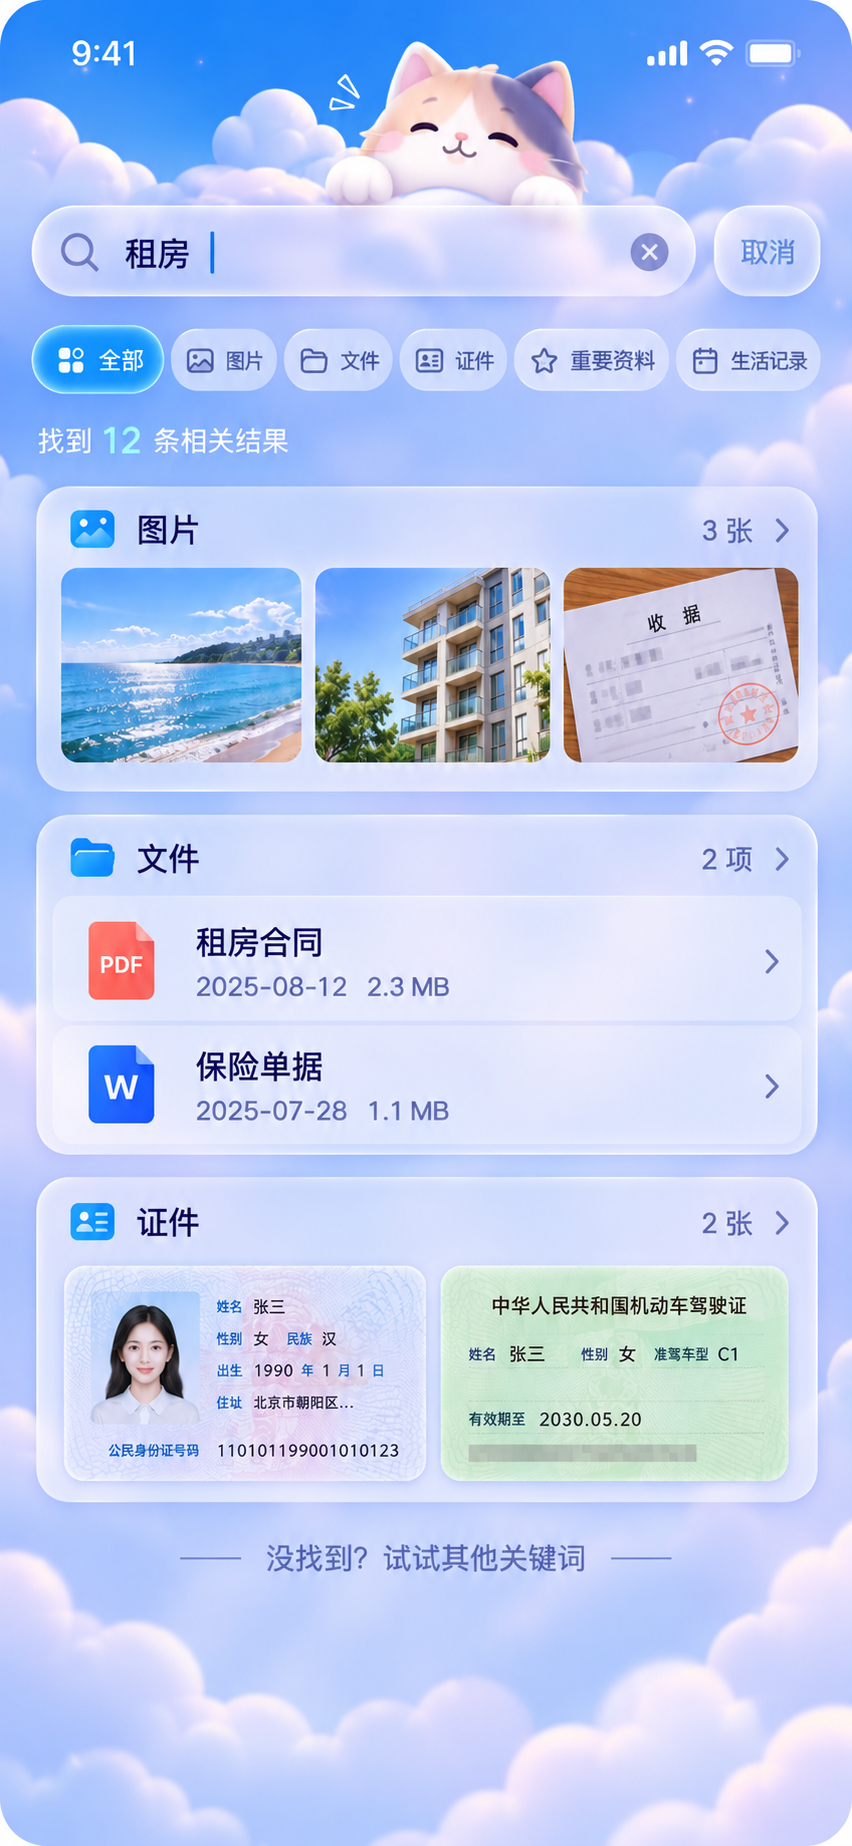 9:41
租房
取消
全部 图片 文件 证件 重要资料 生活记录
找到 12 条相关结果
图片 3 张
收 据
文件 2 项
PDF
租房合同
2025-08-12 2.3 MB
W
保险单据
2025-07-28 1.1 MB
证件 2 张
姓名 张三
性别 女 民族 汉
出生 1990 年 1 月 1 日
住址 北京市朝阳区...
公民身份证号码 110101199001010123
中华人民共和国机动车驾驶证
姓名 张三 性别 女 准驾车型 C1
有效期至 2030.05.20
没找到？试试其他关键词